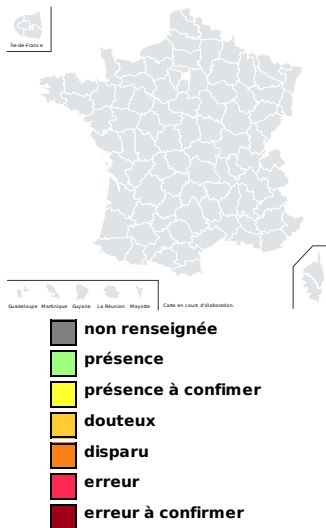 Île-de-France
Guadeloupe Martinique Guyane La Réunion Mayotte Carte en cours d'élaboration.
non renseignée
présence
présence à confimer
douteux
disparu
erreur
erreur à confirmer